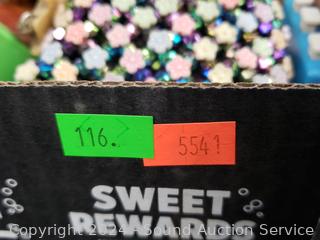 116.
5541
SWEET
REWARDS
Copyright 2024 - Sound Auction Service